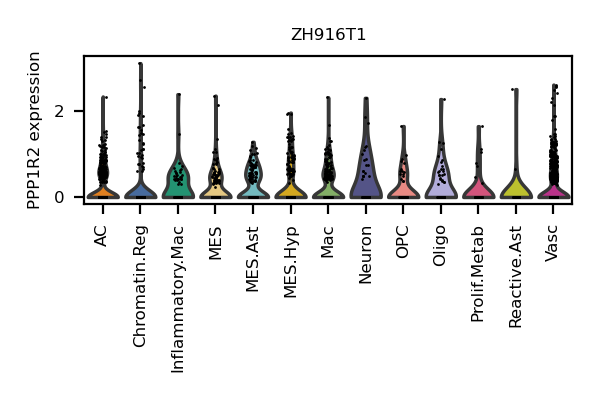 ZH916T1
PPP1R2 expression
2
0
AC
Chromatin.Reg
Inflammatory.Mac
MES
MES.Ast
MES.Hyp
Mac
Neuron
OPC
Oligo
Prolif.Metab
Reactive.Ast
Vasc